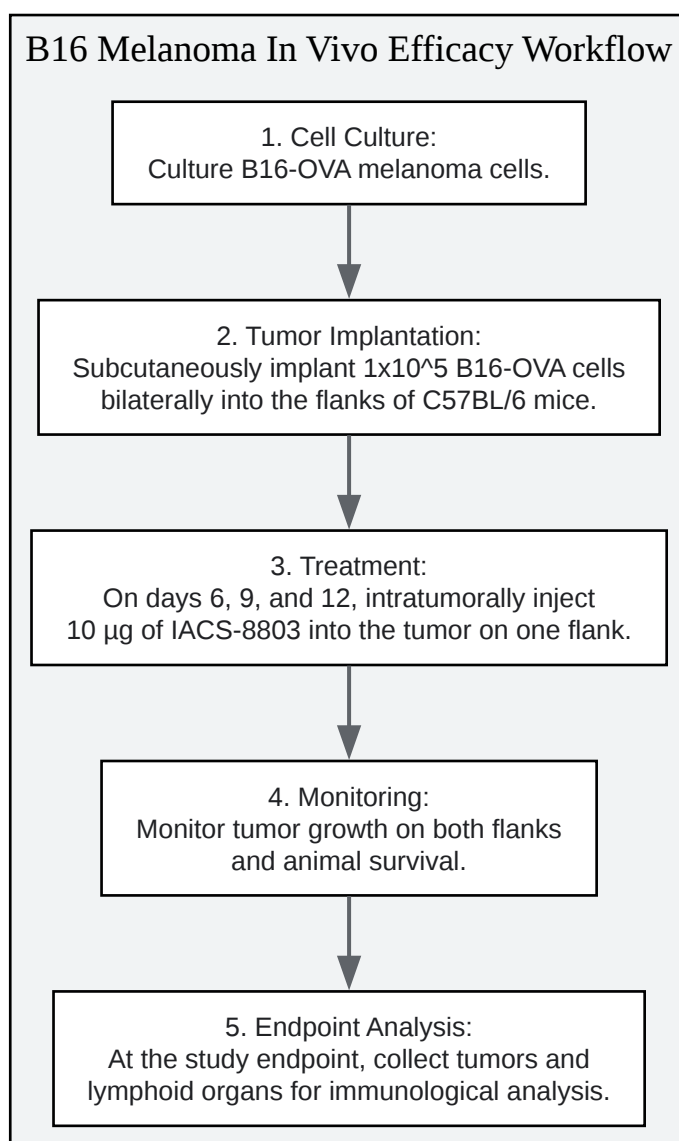 B16 Melanoma In Vivo Efficacy Workflow
1. Cell Culture:
Culture B16-OVA melanoma cells.
2. Tumor Implantation:
Subcutaneously implant 1x10^5 B16-OVA cells
bilaterally into the flanks of C57BL/6 mice.
3. Treatment:
On days 6, 9, and 12, intratumorally inject
10 µg of IACS-8803 into the tumor on one flank.
4. Monitoring:
Monitor tumor growth on both flanks
and animal survival.
5. Endpoint Analysis:
At the study endpoint, collect tumors and
lymphoid organs for immunological analysis.